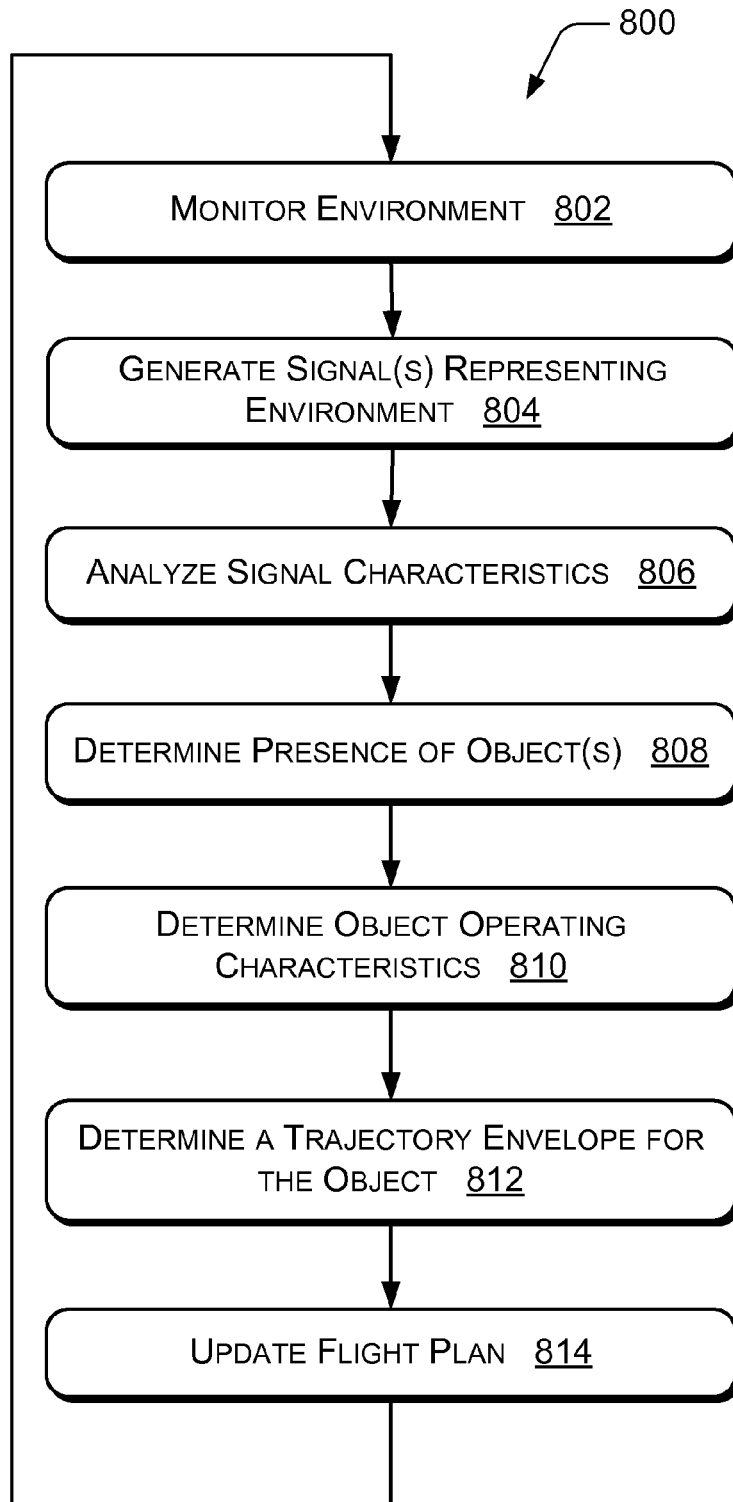 800
MONITOR ENVIRONMENT 802
GENERATE SIGNAL(S) REPRESENTING
ENVIRONMENT 804
ANALYZE SIGNAL CHARACTERISTICS 806
DETERMINE PRESENCE OF OBJECT(S) 808
DETERMINE OBJECT OPERATING
CHARACTERISTICS 810
DETERMINE A TRAJECTORY ENVELOPE FOR
THE OBJECT 812
UPDATE FLIGHT PLAN 814